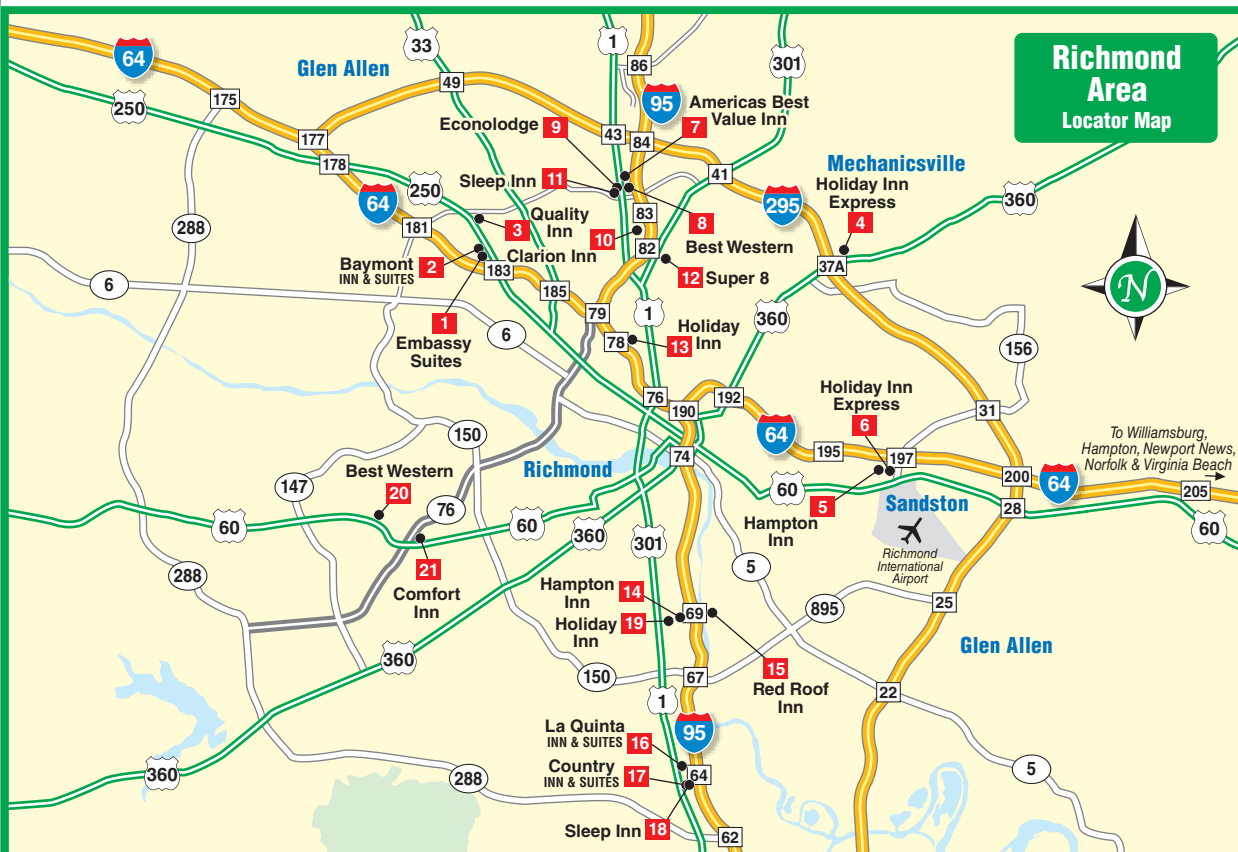 Richmond
Area
Locator Map
33
1
301
64
Glen Allen
86
49
95
Americas Best
Value Inn
250
175
Econolodge
9
7
177
43
84
178
Mechanicsville
Holiday Inn
Express
4
41
Sleep Inn
11
250
64
295
360
288
181
Quality
Inn
3
83
8
10
82
Best Western
Baymont
INN & SUITES
2
Clarion Inn
183
12
Super 8
37A
N
6
185
1
Embassy
Suites
79
1
360
6
78
13
Holiday
Inn
156
76
190
192
Holiday Inn
Express
6
31
64
150
Richmond
74
195
197
To Williamsburg,
Hampton, Newport News,
Norfolk & Virginia Beach
200
64
205
Best Western
20
147
76
60
5
Hampton
Inn
Sandston
28
60
60
60
360
301
Richmond
International
Airport
21
Comfort
Inn
288
5
Hampton
Inn
14
69
Holiday
Inn
19
895
25
Glen Allen
360
15
Red Roof
Inn
150
67
22
1
95
La Quinta
INN & SUITES
16
Country
INN & SUITES
17
64
360
288
5
Sleep Inn
18
62